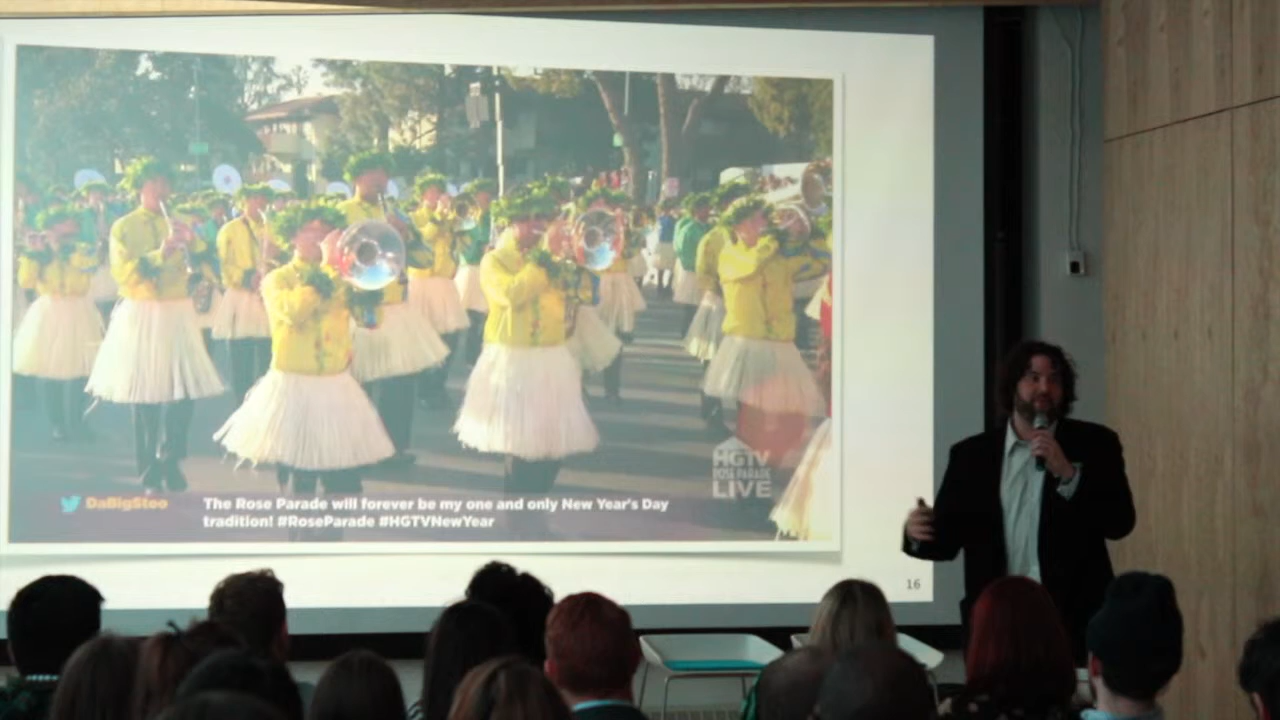 HGTV
ROSE PARADE
LIVE
DaBigStee
The Rose Parade will forever be my one and only New Year's Day
tradition! #RoseParade #HGTVNewYear
16